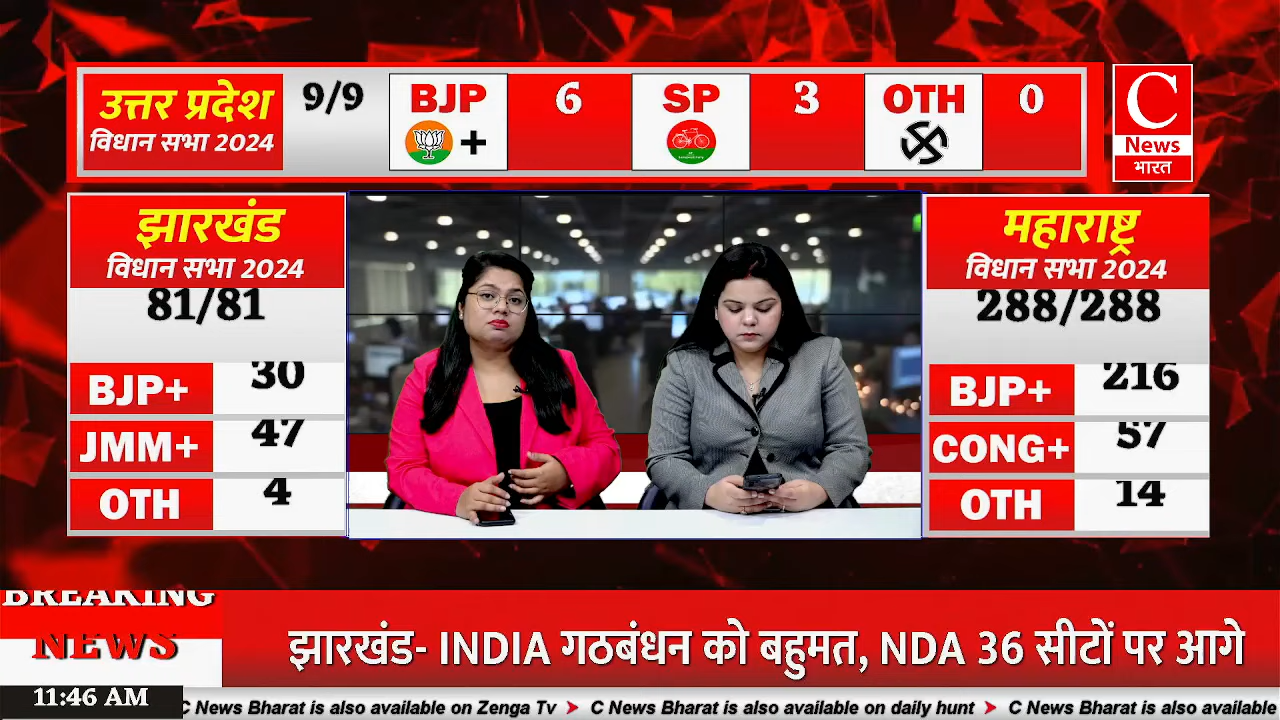 उत्तर प्रदेश
विधान सभा 2024
9/9
BJP
+
6
SP
3
OTH
0
C
News
भारत
झारखंड
विधान सभा 2024
81/81
BJP+ 30
JMM+ 47
OTH 4
महाराष्ट्र
विधान सभा 2024
288/288
BJP+ 216
CONG+ 57
OTH 14
BREAKING
NEWS
झारखंड- INDIA गठबंधन को बहुमत, NDA 36 सीटों पर आगे
11:46 AM
C News Bharat is also available on Zenga Tv ➤ C News Bharat is also available on daily hunt ➤ C News Bharat is also available